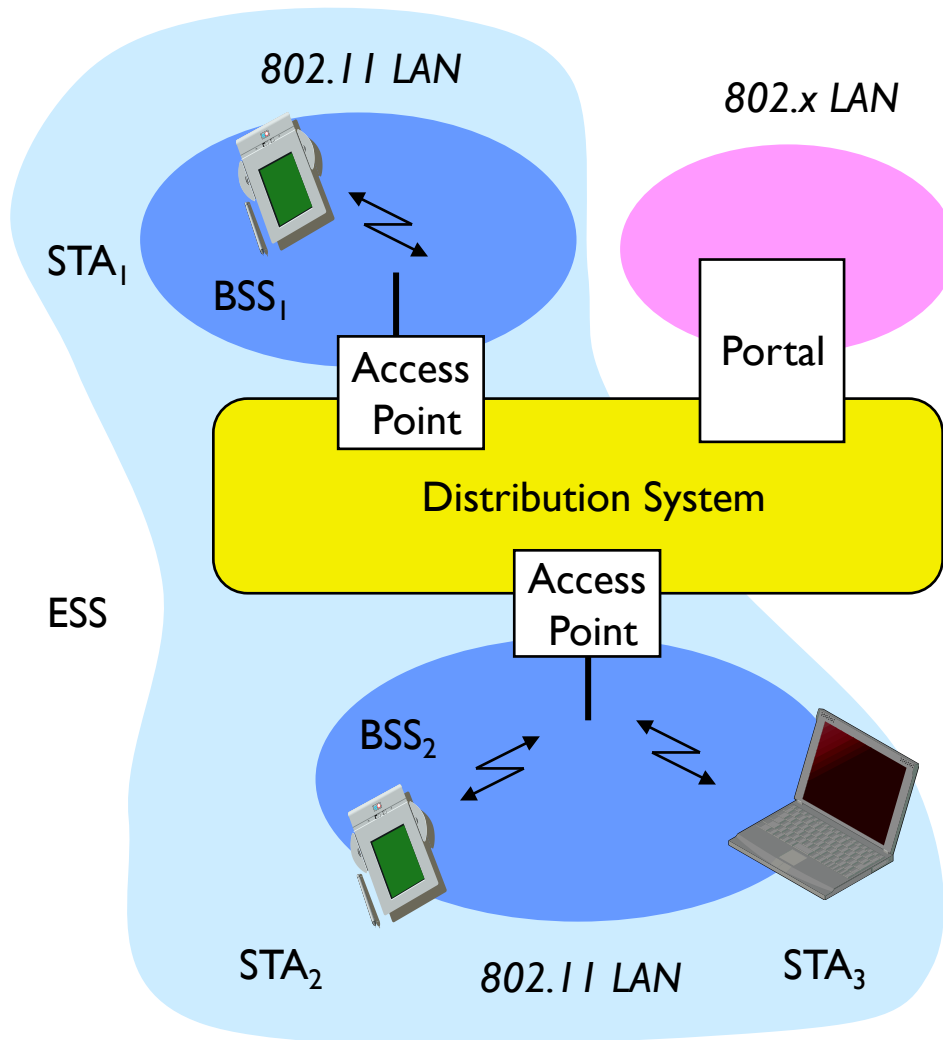 802.11 LAN
802.x LAN
STA₁
BSS₁
Access
Point
Portal
Distribution System
Access
Point
ESS
BSS₂
STA₂
802.11 LAN
STA₃